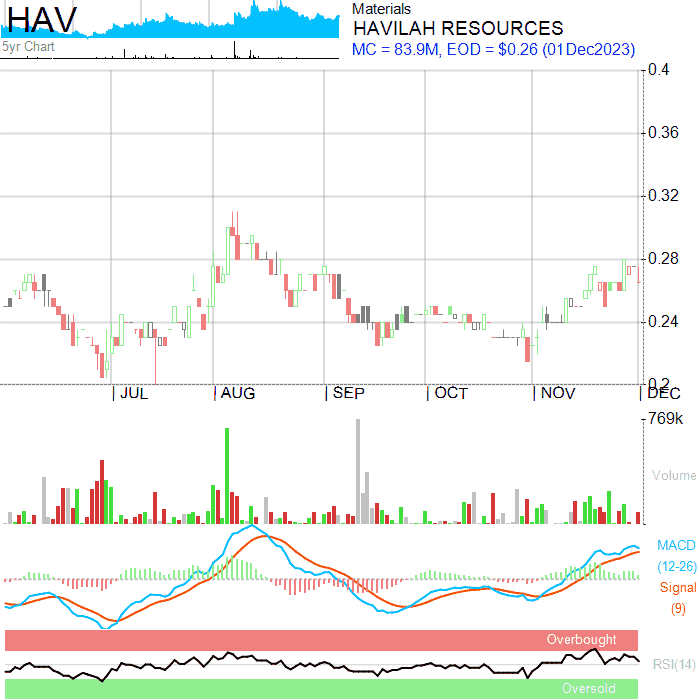 HAV
5yr Chart
Materials
HAVILAH RESOURCES
MC = 83.9M, EOD = $0.26 (01Dec2023)
0.4
0.36
0.32
0.28
0.24
0.2
JUL
AUG
SEP
OCT
NOV
DEC
769k
Volume
MACD
(12-26)
Signal
(9)
Overbought
RSI(14)
Oversold